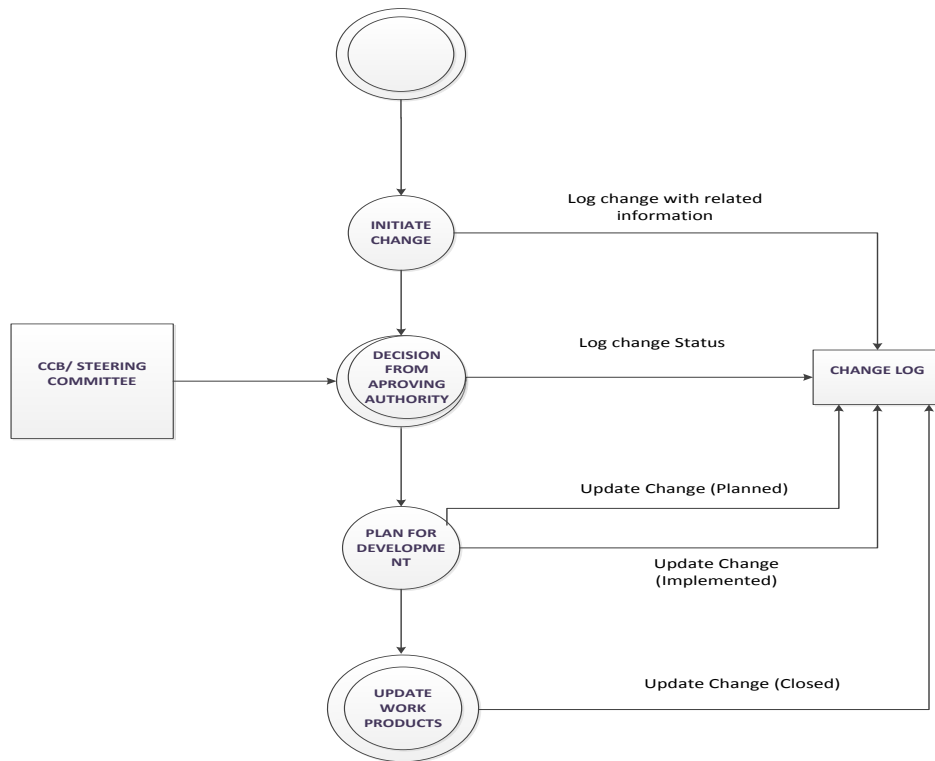 Log change with related
information
INITIATE
CHANGE
Log change Status
CCB/ STEERING
COMMITTEE
DECISION
FROM
APROVING
AUTHORITY
CHANGE LOG
Update Change (Planned)
PLAN FOR
DEVELOPME
NT
Update Change
(Implemented)
Update Change (Closed)
UPDATE
WORK
PRODUCTS